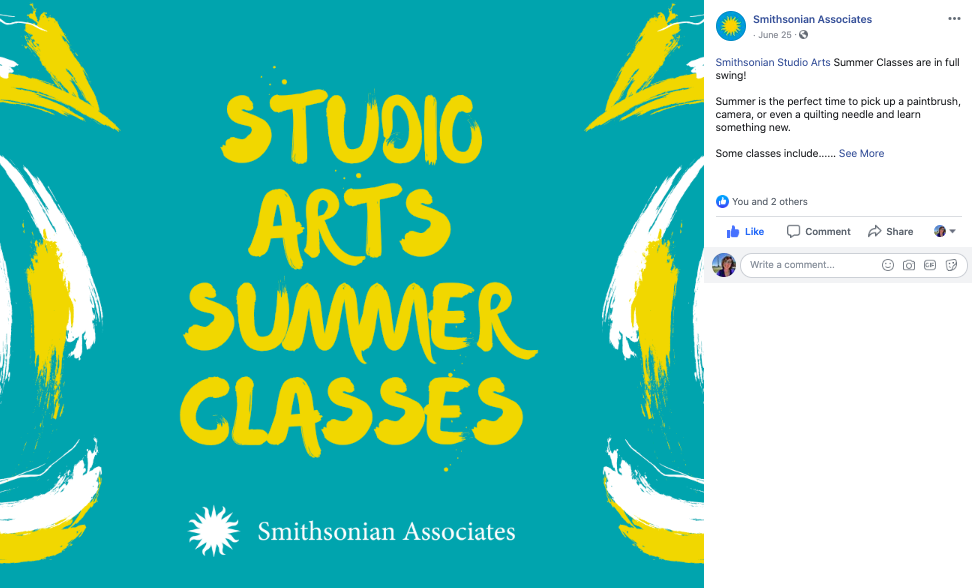 STUDIO
ARTS
SUMMER
CLASSES
Smithsonian Associates
Smithsonian Associates
· June 25 ·
Smithsonian Studio Arts Summer Classes are in full
swing!
Summer is the perfect time to pick up a paintbrush,
camera, or even a quilting needle and learn
something new.
Some classes include...... See More
You and 2 others
Like Comment Share
Write a comment... GIF